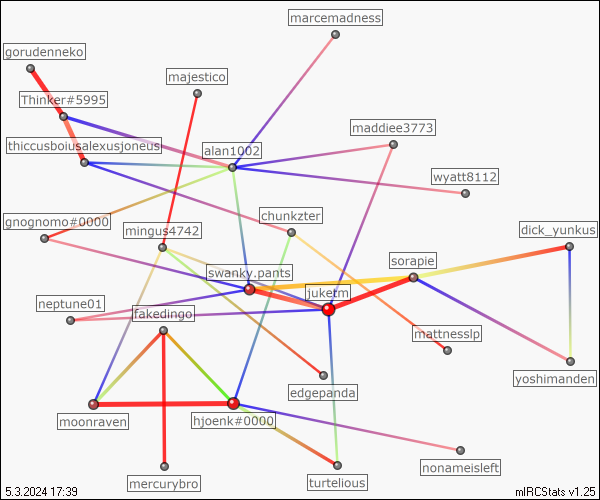 marcemadness
gorudenneko
majestico
Thinker#5995
maddiee3773
thiccusboiusalexusjoneus
alan1002
wyatt8112
chunkzter
gnognomo#0000
mingus4742
dick_yunkus
sorapie
swanky.pants
juketm
neptune01
fakedingo
mattnesslp
yoshimanden
edgepanda
moonraven
hjoenk#0000
nonameisleft
mercurybro
turtelious
5.3.2024 17:39
mIRCStats v1.25